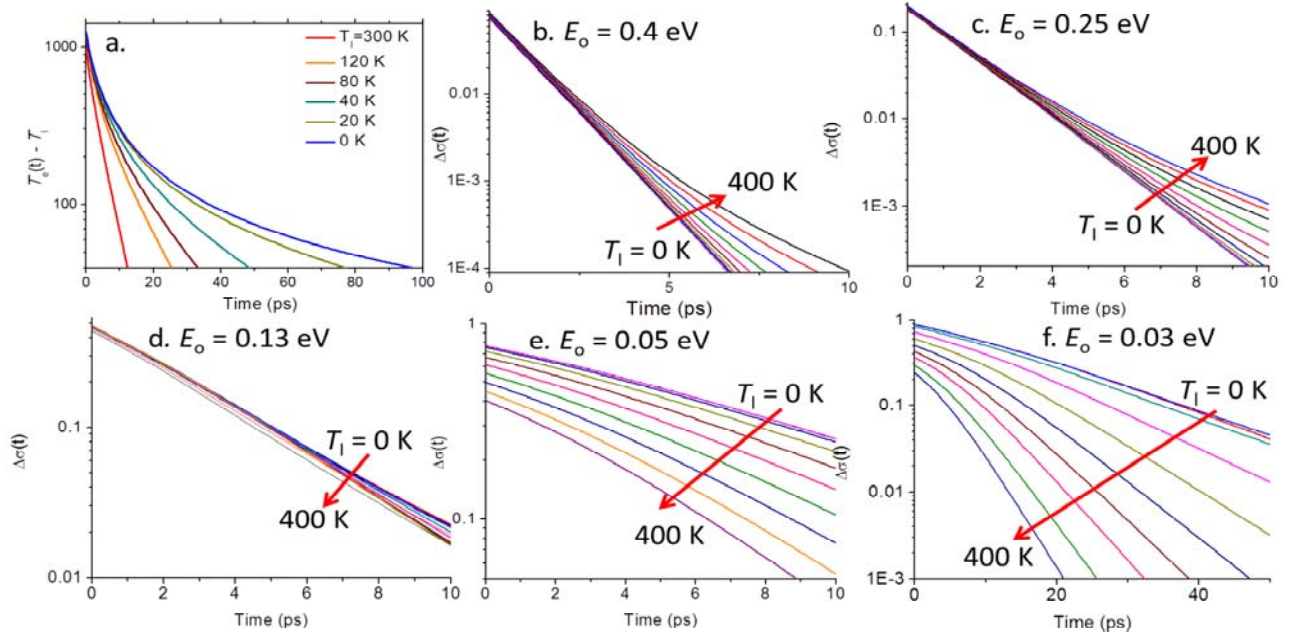 a.
T_l=300 K
120 K
80 K
40 K
20 K
0 K
1000
100
T_e(t) - T_l
0 20 40 60 80 100
Time (ps)
b. E_o = 0.4 eV
0.01
1E-3
1E-4
Δσ(t)
400 K
T_l = 0 K
5 10
Time (ps)
c. E_o = 0.25 eV
0.1
0.01
1E-3
Δσ(t)
400 K
T_l = 0 K
0 2 4 6 8 10
Time (ps)
d. E_o = 0.13 eV
0.1
0.01
Δσ(t)
T_l = 0 K
400 K
0 2 4 6 8 10
Time (ps)
e. E_o = 0.05 eV
1
0.1
Δσ(t)
T_l = 0 K
400 K
0 2 4 6 8 10
Time (ps)
f. E_o = 0.03 eV
1
0.1
0.01
1E-3
Δσ(t)
T_l = 0 K
400 K
0 20 40
Time (ps)